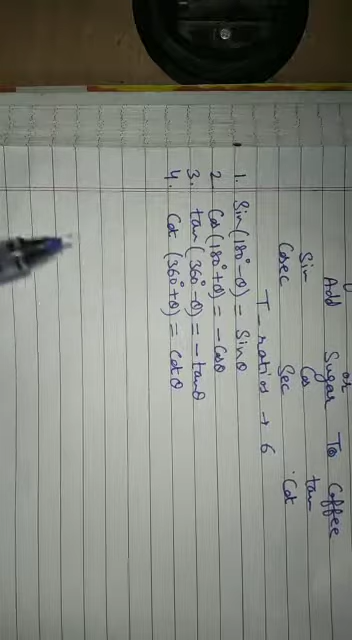 or
Add Sugar To Coffee
Sin Cos tan
Cosec Sec Cot
T-ratios → 6
1. Sin(180°-θ) = Sinθ
2. Cos(180°+θ) = -Cosθ
3. tan(360°-θ) = -tanθ
4. Cot(360°+θ) = Cotθ